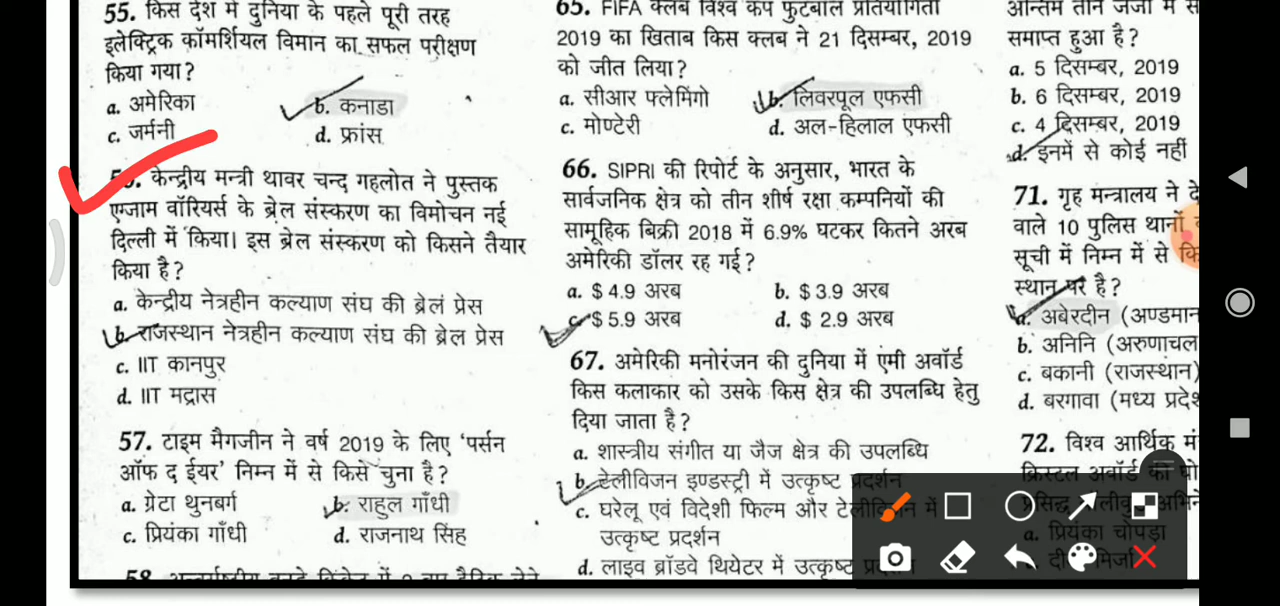 55. किस देश में दुनिया के पहले पूरी तरह
इलेक्ट्रिक कॉमर्शियल विमान का सफल परीक्षण
किया गया?
a. अमेरिका
b. कनाडा
c. जर्मनी
d. फ्रांस
केन्द्रीय मन्त्री थावर चन्द गहलोत ने पुस्तक
एग्जाम वॉरियर्स के ब्रेल संस्करण का विमोचन नई
दिल्ली में किया। इस ब्रेल संस्करण को किसने तैयार
किया है?
a. केन्द्रीय नेत्रहीन कल्याण संघ की ब्रेल प्रेस
b. राजस्थान नेत्रहीन कल्याण संघ की ब्रेल प्रेस
c. IIT कानपुर
d. IIT मद्रास
57. टाइम मैगजीन ने वर्ष 2019 के लिए 'पर्सन
ऑफ द ईयर' निम्न में से किसे चुना है?
a. ग्रेटा थुनबर्ग
b. राहुल गाँधी
c. प्रियंका गाँधी
d. राजनाथ सिंह
58.
65. FIFA क्लब विश्व कप फुटबॉल प्रतियोगिता
2019 का खिताब किस क्लब ने 21 दिसम्बर, 2019
को जीत लिया?
a. सीआर फ्लेमिंगो
b. लिवरपूल एफसी
c. मोण्टेरी
d. अल-हिलाल एफसी
66. SIPRI की रिपोर्ट के अनुसार, भारत के
सार्वजनिक क्षेत्र को तीन शीर्ष रक्षा कम्पनियों की
सामूहिक बिक्री 2018 में 6.9% घटकर कितने अरब
अमेरिकी डॉलर रह गई?
a. $ 4.9 अरब
b. $ 3.9 अरब
c. $ 5.9 अरब
d. $ 2.9 अरब
67. अमेरिकी मनोरंजन की दुनिया में एमी अवॉर्ड
किस कलाकार को उसके किस क्षेत्र की उपलब्धि हेतु
दिया जाता है?
a. शास्त्रीय संगीत या जैज क्षेत्र की उपलब्धि
b. टेलीविजन इण्डस्ट्री में उत्कृष्ट प्रदर्शन
c. घरेलू एवं विदेशी फिल्म और टेलीविजन में
उत्कृष्ट प्रदर्शन
d. लाइव ब्रॉडवे थियेटर में उत्कृष्ट
अन्तिम तीन जजों में
समाप्त हुआ है?
a. 5 दिसम्बर, 2019
b. 6 दिसम्बर, 2019
c. 4 दिसम्बर, 2019
d. इनमें से कोई नहीं
71. गृह मन्त्रालय ने
वाले 10 पुलिस थानों
सूची में निम्न में से
स्थान पर है?
a. अबेरदीन (अण्डमान
b. अनिनि (अरुणाचल
c. बकानी (राजस्थान)
d. बरगावा (मध्य
72. विश्व आर्थिक
क्रिस्टल अवॉर्ड की
a. प्रियंका चोपड़ा